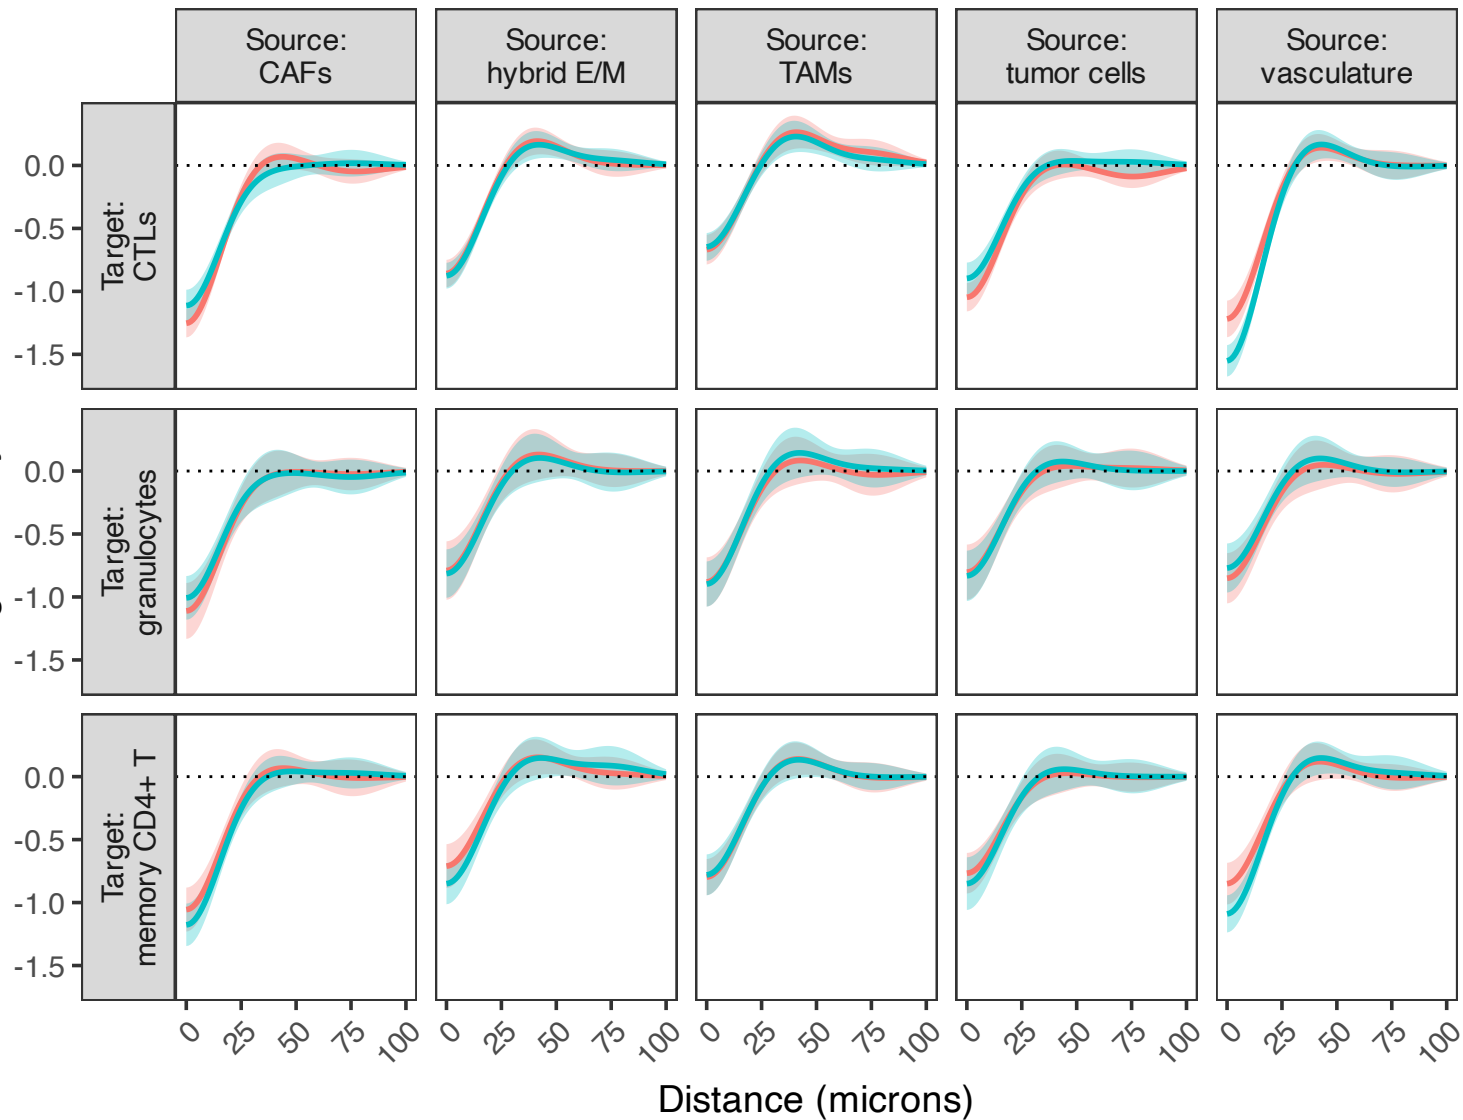 Source:
CAFs
Source:
hybrid E/M
Source:
TAMs
Source:
tumor cells
Source:
vasculature
Target:
CTLs
0.0
-0.5
-1.0
-1.5
Target:
granulocytes
0.0
-0.5
-1.0
-1.5
Target:
memory CD4+ T
0.0
-0.5
-1.0
-1.5
0 25 50 75 100
0 25 50 75 100
0 25 50 75 100
0 25 50 75 100
0 25 50 75 100
Distance (microns)